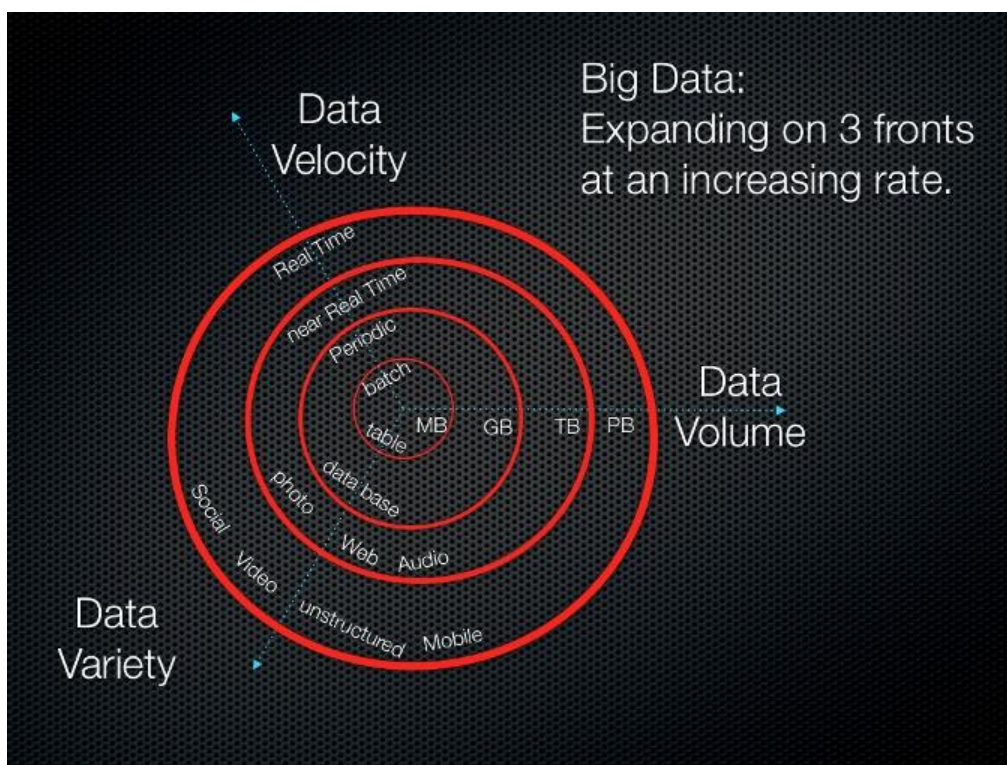 Big Data:
Expanding on 3 fronts
at an increasing rate.
Data
Velocity
Real Time
near Real Time
Periodic
batch
Data
Volume
MB GB TB PB
table
data base
photo Web Audio
Social Video unstructured Mobile
Data
Variety